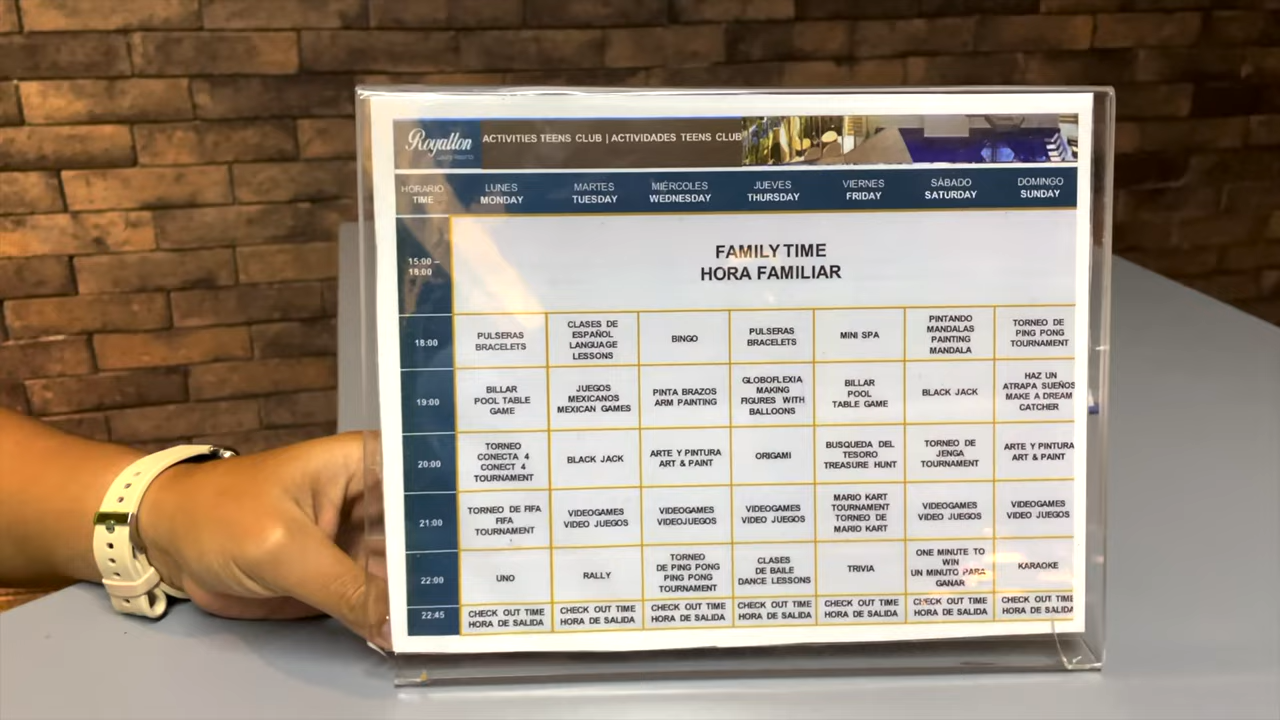 Royalton
ACTIVITIES TEENS CLUB | ACTIVIDADES TEENS CLUB
HORARIO
TIME
LUNES
MONDAY
MARTES
TUESDAY
MIÉRCOLES
WEDNESDAY
JUEVES
THURSDAY
VIERNES
FRIDAY
SÁBADO
SATURDAY
DOMINGO
SUNDAY
15:00 –
18:00
FAMILY TIME
HORA FAMILIAR
18:00
PULSERAS
BRACELETS
CLASES DE
ESPAÑOL
LANGUAGE
LESSONS
BINGO
PULSERAS
BRACELETS
MINI SPA
PINTANDO
MANDALAS
PAINTING
MANDALA
TORNEO DE
PING PONG
TOURNAMENT
19:00
BILLAR
POOL TABLE
GAME
JUEGOS
MEXICANOS
MEXICAN GAMES
PINTA BRAZOS
ARM PAINTING
GLOBOFLEXIA
MAKING
FIGURES WITH
BALLOONS
BILLAR
POOL
TABLE GAME
BLACK JACK
HAZ UN
ATRAPA SUEÑOS
MAKE A DREAM
CATCHER
20:00
TORNEO
CONECTA 4
CONECT 4
TOURNAMENT
BLACK JACK
ARTE Y PINTURA
ART & PAINT
ORIGAMI
BUSQUEDA DEL
TESORO
TREASURE HUNT
TORNEO DE
JENGA
TOURNAMENT
ARTE Y PINTURA
ART & PAINT
21:00
TORNEO DE FIFA
FIFA
TOURNAMENT
VIDEOGAMES
VIDEO JUEGOS
VIDEOGAMES
VIDEOJUEGOS
VIDEOGAMES
VIDEO JUEGOS
MARIO KART
TOURNAMENT
TORNEO DE
MARIO KART
VIDEOGAMES
VIDEO JUEGOS
VIDEOGAMES
VIDEO JUEGOS
22:00
UNO
RALLY
TORNEO
DE PING PONG
PING PONG
TOURNAMENT
CLASES
DE BAILE
DANCE LESSONS
TRIVIA
ONE MINUTE TO
WIN
UN MINUTO PARA
GANAR
KARAOKE
22:45
CHECK OUT TIME
HORA DE SALIDA
CHECK OUT TIME
HORA DE SALIDA
CHECK OUT TIME
HORA DE SALIDA
CHECK OUT TIME
HORA DE SALIDA
CHECK OUT TIME
HORA DE SALIDA
CHECK OUT TIME
HORA DE SALIDA
CHECK OUT TIME
HORA DE SALIDA